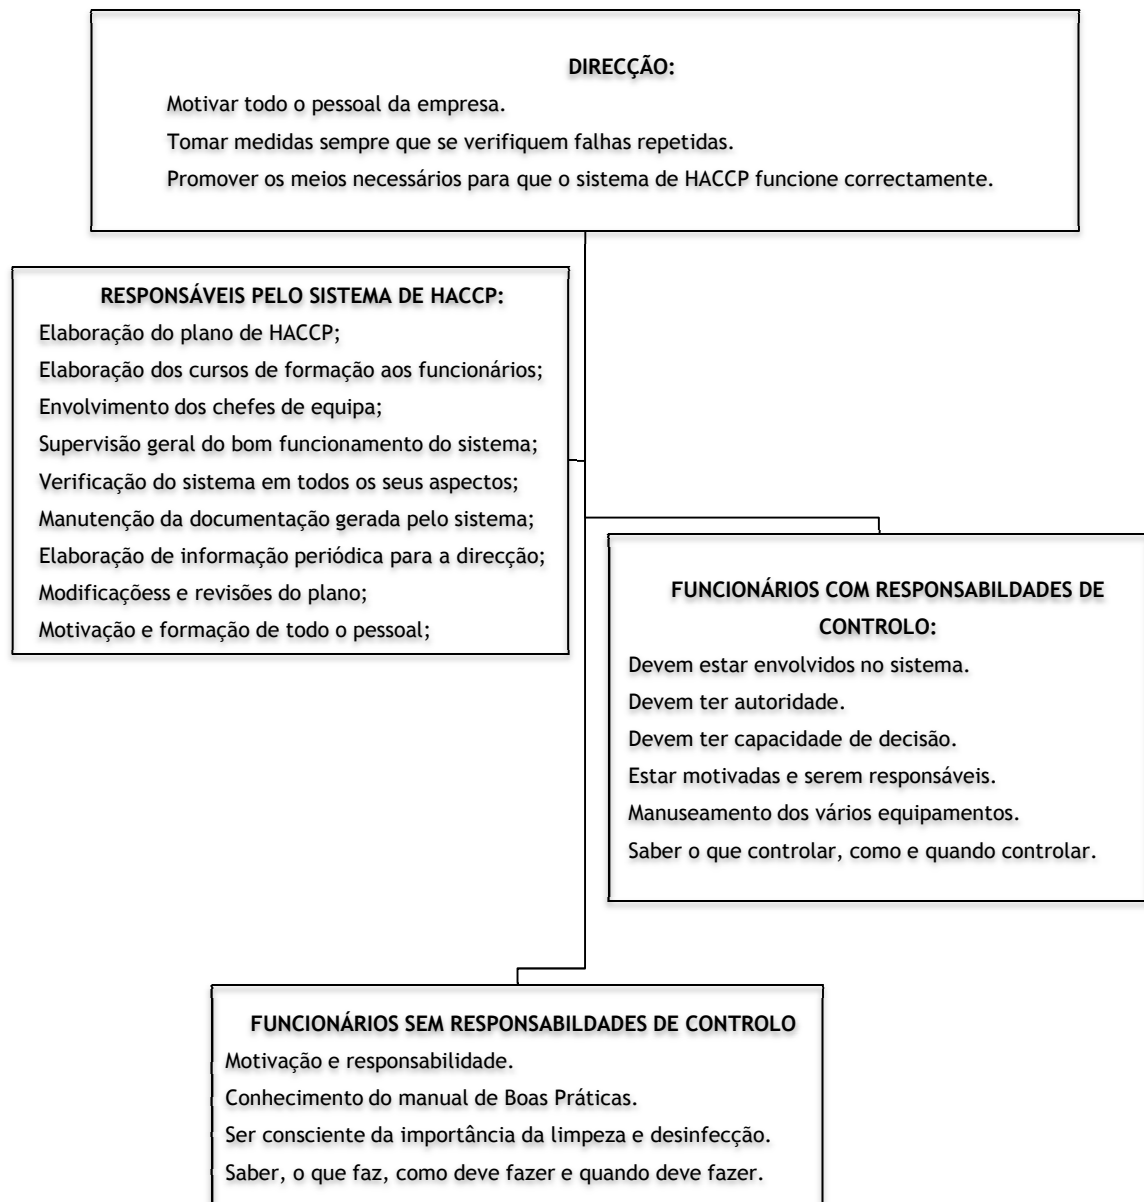 DIRECÇÃO:
Motivar todo o pessoal da empresa.
Tomar medidas sempre que se verifiquem falhas repetidas.
Promover os meios necessários para que o sistema de HACCP funcione correctamente.
RESPONSÁVEIS PELO SISTEMA DE HACCP:
Elaboração do plano de HACCP;
Elaboração dos cursos de formação aos funcionários;
Envolvimento dos chefes de equipa;
Supervisão geral do bom funcionamento do sistema;
Verificação do sistema em todos os seus aspectos;
Manutenção da documentação gerada pelo sistema;
Elaboração de informação periódica para a direcção;
Modificaçõess e revisões do plano;
Motivação e formação de todo o pessoal;
FUNCIONÁRIOS COM RESPONSABILDADES DE
CONTROLO:
Devem estar envolvidos no sistema.
Devem ter autoridade.
Devem ter capacidade de decisão.
Estar motivadas e serem responsáveis.
Manuseamento dos vários equipamentos.
Saber o que controlar, como e quando controlar.
FUNCIONÁRIOS SEM RESPONSABILDADES DE CONTROLO
Motivação e responsabilidade.
Conhecimento do manual de Boas Práticas.
Ser consciente da importância da limpeza e desinfecção.
Saber, o que faz, como deve fazer e quando deve fazer.